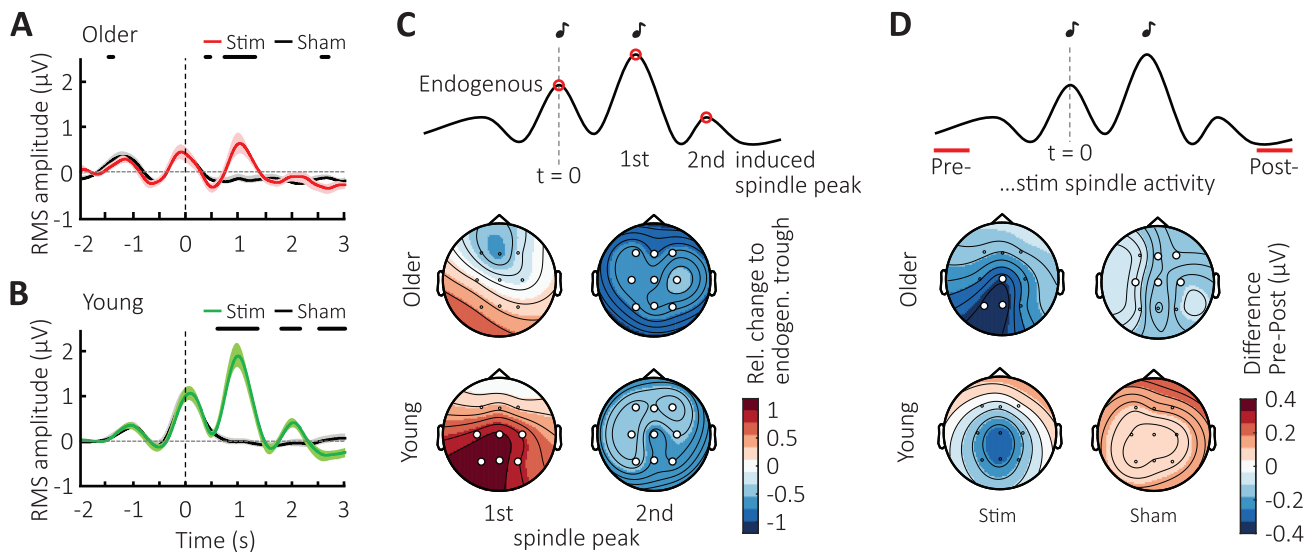 A
Older
Stim
Sham
RMS amplitude (µV)
2
1
0
-1
-2 -1 0 1 2 3
B
Young
Stim
Sham
RMS amplitude (µV)
2
1
0
-1
-2 -1 0 1 2 3
Time (s)
C
Endogenous
t = 0
1st
2nd
induced
spindle peak
Older
Young
1st
2nd
spindle peak
Rel. change to
endogen. trough
1
0.5
0
-0.5
-1
D
Pre-
t = 0
Post-
...stim spindle activity
Older
Young
Stim
Sham
Difference
Pre-Post (µV)
0.4
0.2
0
-0.2
-0.4